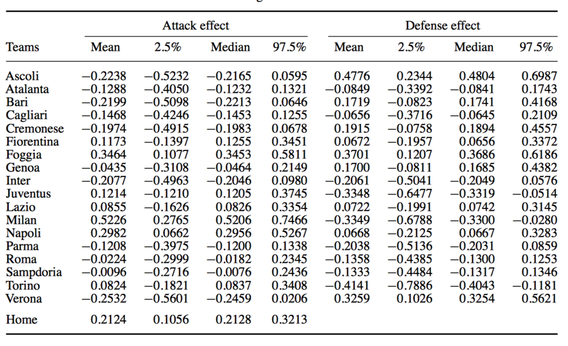 Attack effect Defense effect
Teams Mean 2.5% Median 97.5% Mean 2.5% Median 97.5%
Ascoli −0.2238 −0.5232 −0.2165 0.0595 0.4776 0.2344 0.4804 0.6987
Atalanta −0.1288 −0.4050 −0.1232 0.1321 −0.0849 −0.3392 −0.0841 0.1743
Bari −0.2199 −0.5098 −0.2213 0.0646 0.1719 −0.0823 0.1741 0.4168
Cagliari −0.1468 −0.4246 −0.1453 0.1255 −0.0656 −0.3716 −0.0645 0.2109
Cremonese −0.1974 −0.4915 −0.1983 0.0678 0.1915 −0.0758 0.1894 0.4557
Fiorentina 0.1173 −0.1397 0.1255 0.3451 0.0672 −0.1957 0.0656 0.3372
Foggia 0.3464 0.1077 0.3453 0.5811 0.3701 0.1207 0.3686 0.6186
Genoa −0.0435 −0.3108 −0.0464 0.2149 0.1700 −0.0811 0.1685 0.4382
Inter −0.2077 −0.4963 −0.2046 0.0980 −0.2061 −0.5041 −0.2049 0.0576
Juventus 0.1214 −0.1210 0.1205 0.3745 −0.3348 −0.6477 −0.3319 −0.0514
Lazio 0.0855 −0.1626 0.0826 0.3354 0.0722 −0.1991 0.0742 0.3145
Milan 0.5226 0.2765 0.5206 0.7466 −0.3349 −0.6788 −0.3300 −0.0280
Napoli 0.2982 0.0662 0.2956 0.5267 0.0668 −0.2125 0.0667 0.3283
Parma −0.1208 −0.3975 −0.1200 0.1338 −0.2038 −0.5136 −0.2031 0.0859
Roma −0.0224 −0.2999 −0.0182 0.2345 −0.1358 −0.4385 −0.1300 0.1253
Sampdoria −0.0096 −0.2716 −0.0076 0.2436 −0.1333 −0.4484 −0.1317 0.1346
Torino 0.0824 −0.1821 0.0837 0.3408 −0.4141 −0.7886 −0.4043 −0.1181
Verona −0.2532 −0.5601 −0.2459 0.0206 0.3259 0.1026 0.3254 0.5621
Home 0.2124 0.1056 0.2128 0.3213